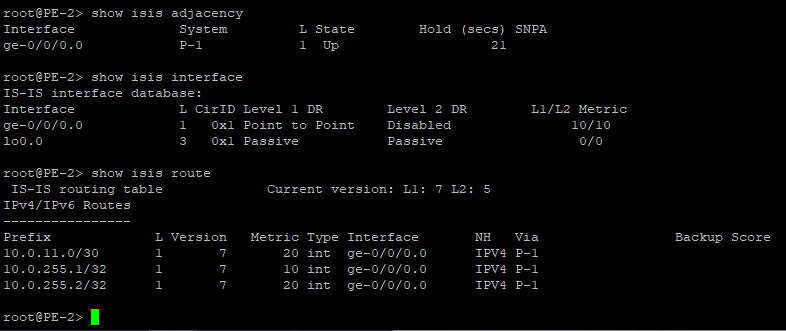 root@PE-2> show isis adjacency
Interface             System         L State        Hold (secs) SNPA
ge-0/0/0.0            P-1            1  Up                   21
root@PE-2> show isis interface
IS-IS interface database:
Interface             L CirID Level 1 DR        Level 2 DR        L1/L2 Metric
ge-0/0/0.0            1   0x1 Point to Point    Disabled               10/10
lo0.0                 3   0x1 Passive           Passive                 0/0
root@PE-2> show isis route
 IS-IS routing table             Current version: L1: 7 L2: 5
IPv4/IPv6 Routes
----------------
Prefix              L Version   Metric Type Interface       NH   Via                 Backup Score
10.0.11.0/30        1       7       20 int  ge-0/0/0.0      IPV4 P-1
10.0.255.1/32       1       7       10 int  ge-0/0/0.0      IPV4 P-1
10.0.255.2/32       1       7       20 int  ge-0/0/0.0      IPV4 P-1
root@PE-2>